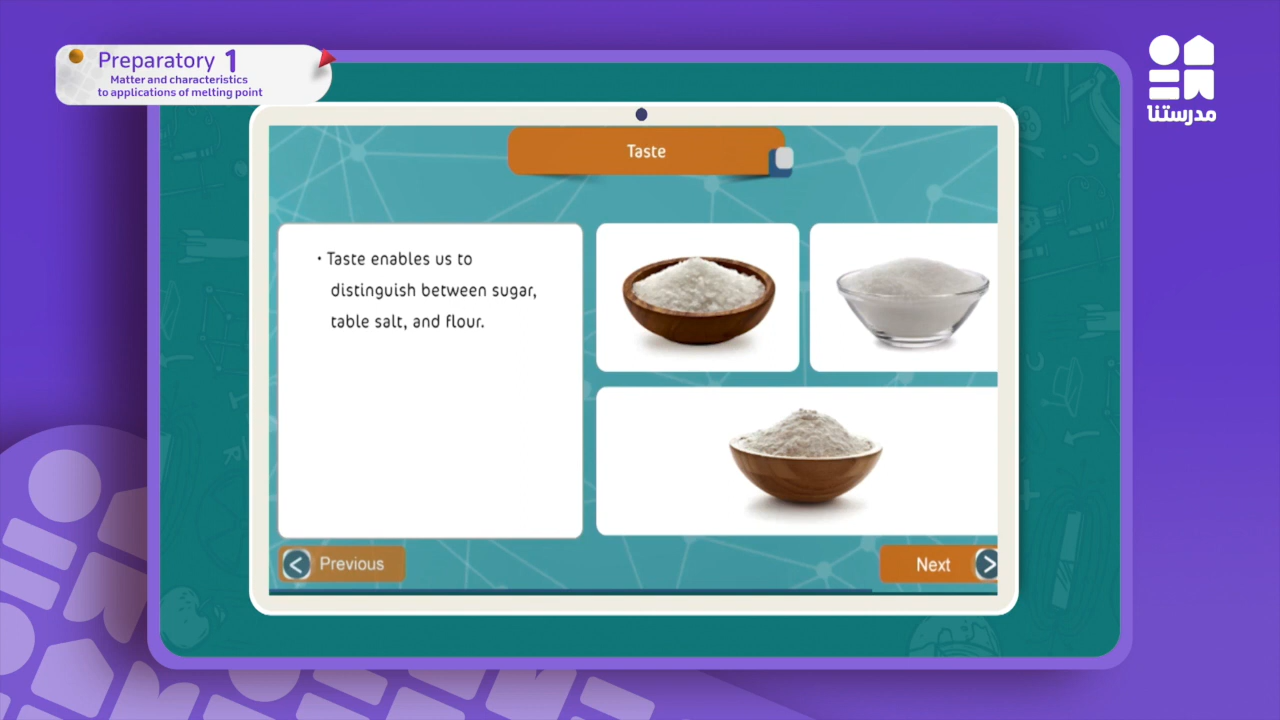 Preparatory 1
Matter and characteristics
to applications of melting point
مدرستنا
Taste
• Taste enables us to
distinguish between sugar,
table salt, and flour.
Previous
Next